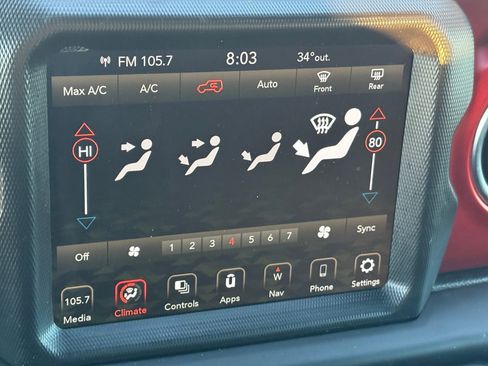 FM 105.7 8:03 34°out.
Max A/C A/C Auto Front Rear
HI 80
Off 1 2 3 4 5 6 7 Sync
105.7 W
Media Climate Controls Apps Nav Phone Settings